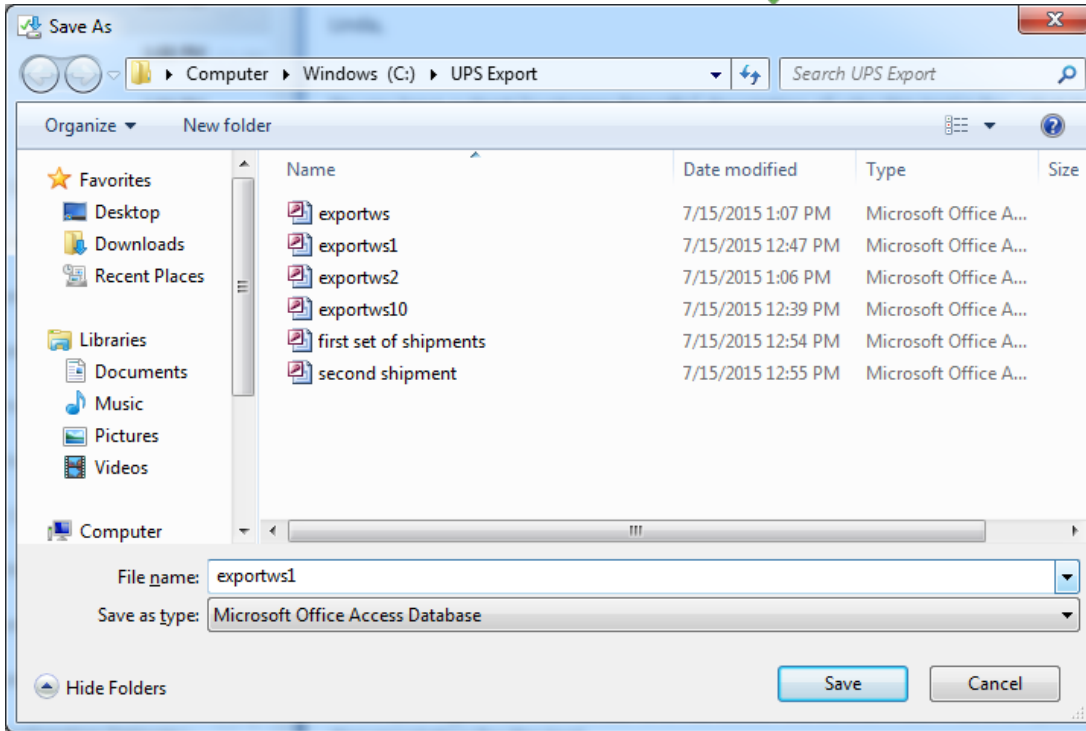 Save As
Computer Windows (C:) UPS Export Search UPS Export
Organize New folder
Name Date modified Type Size
Favorites
Desktop
Downloads
Recent Places
Libraries
Documents
Music
Pictures
Videos
Computer
exportws 7/15/2015 1:07 PM Microsoft Office A...
exportws1 7/15/2015 12:47 PM Microsoft Office A...
exportws2 7/15/2015 1:06 PM Microsoft Office A...
exportws10 7/15/2015 12:39 PM Microsoft Office A...
first set of shipments 7/15/2015 12:54 PM Microsoft Office A...
second shipment 7/15/2015 12:55 PM Microsoft Office A...
File name: exportws1
Save as type: Microsoft Office Access Database
Hide Folders Save Cancel